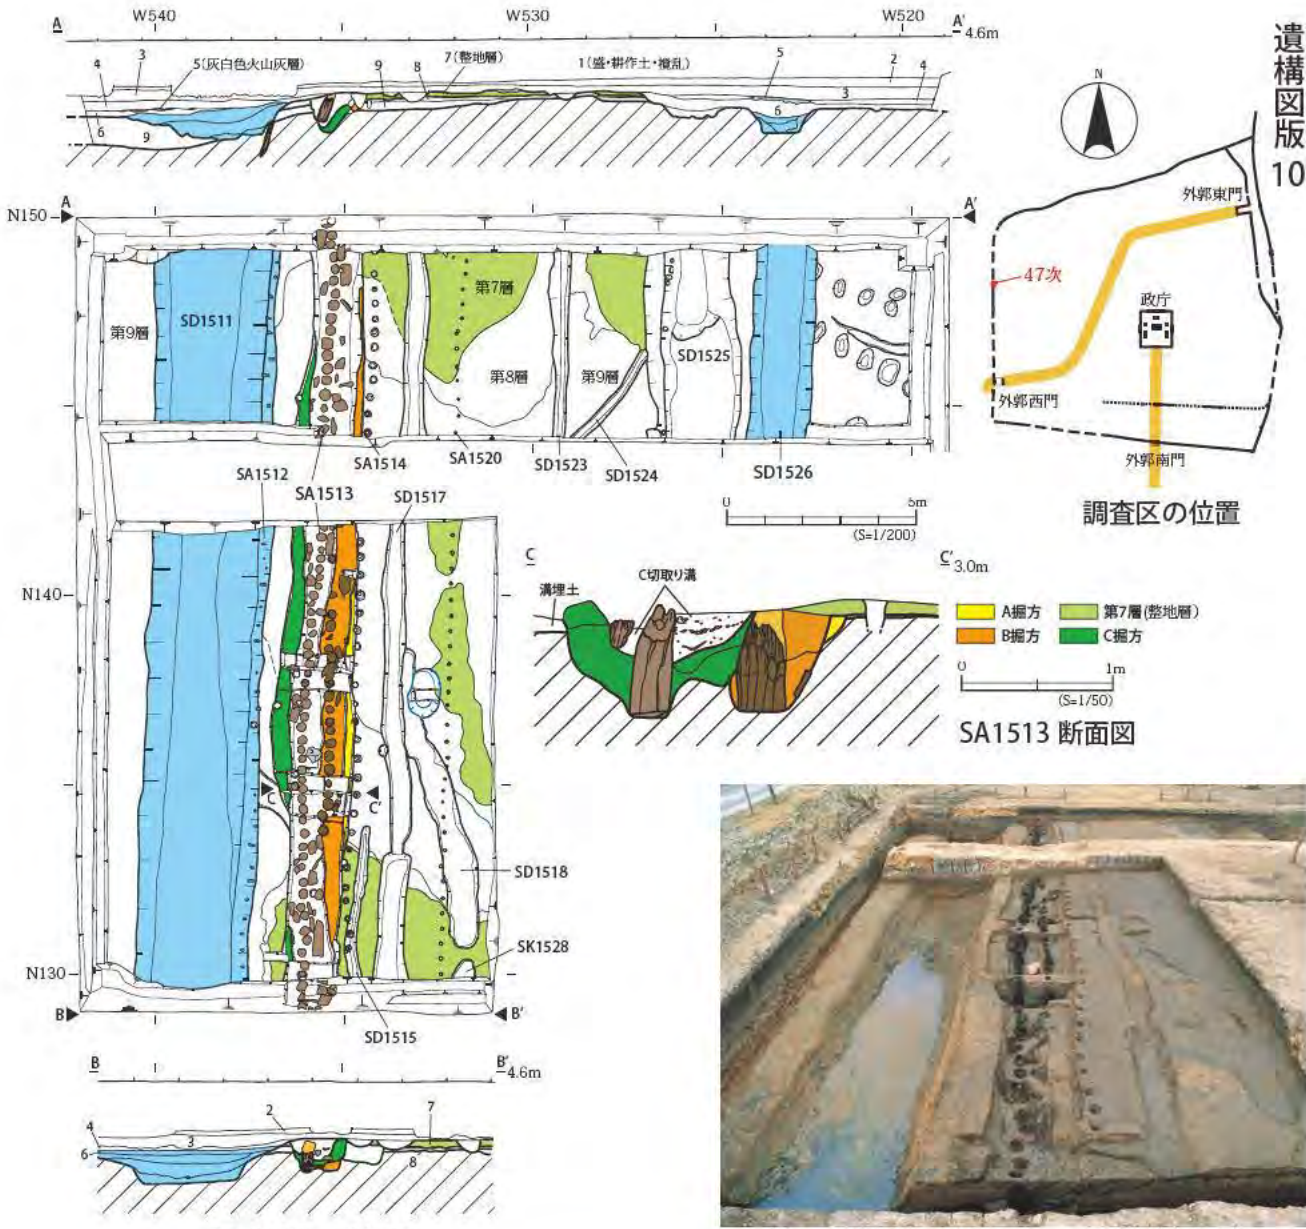 遺構図版 10
A W540 W530 W520 A' 4.6m
4 3 5(灰白色火山灰層) 7(整地層) 9 8 1(盛・耕作土・撹乱) 5 2 4
3
6 9 6
N
外郭東門
47次
政庁
外郭西門
外郭南門
調査区の位置
N150 A A'
第9層 SD1511 第7層 第8層 第9層 SD1525
SA1512 SA1513 SA1514 SA1520 SD1523 SD1524 SD1526
SD1517
0 5m
(S=1/200)
N140
C C' 3.0m
溝埋土 C切取り溝
A掘方 第7層(整地層)
B掘方 C掘方
0 1m
(S=1/50)
SA1513 断面図
C C'
SD1518
SK1528
N130
B B'
SD1515
B B' 4.6m
2 7
4 3
6 8